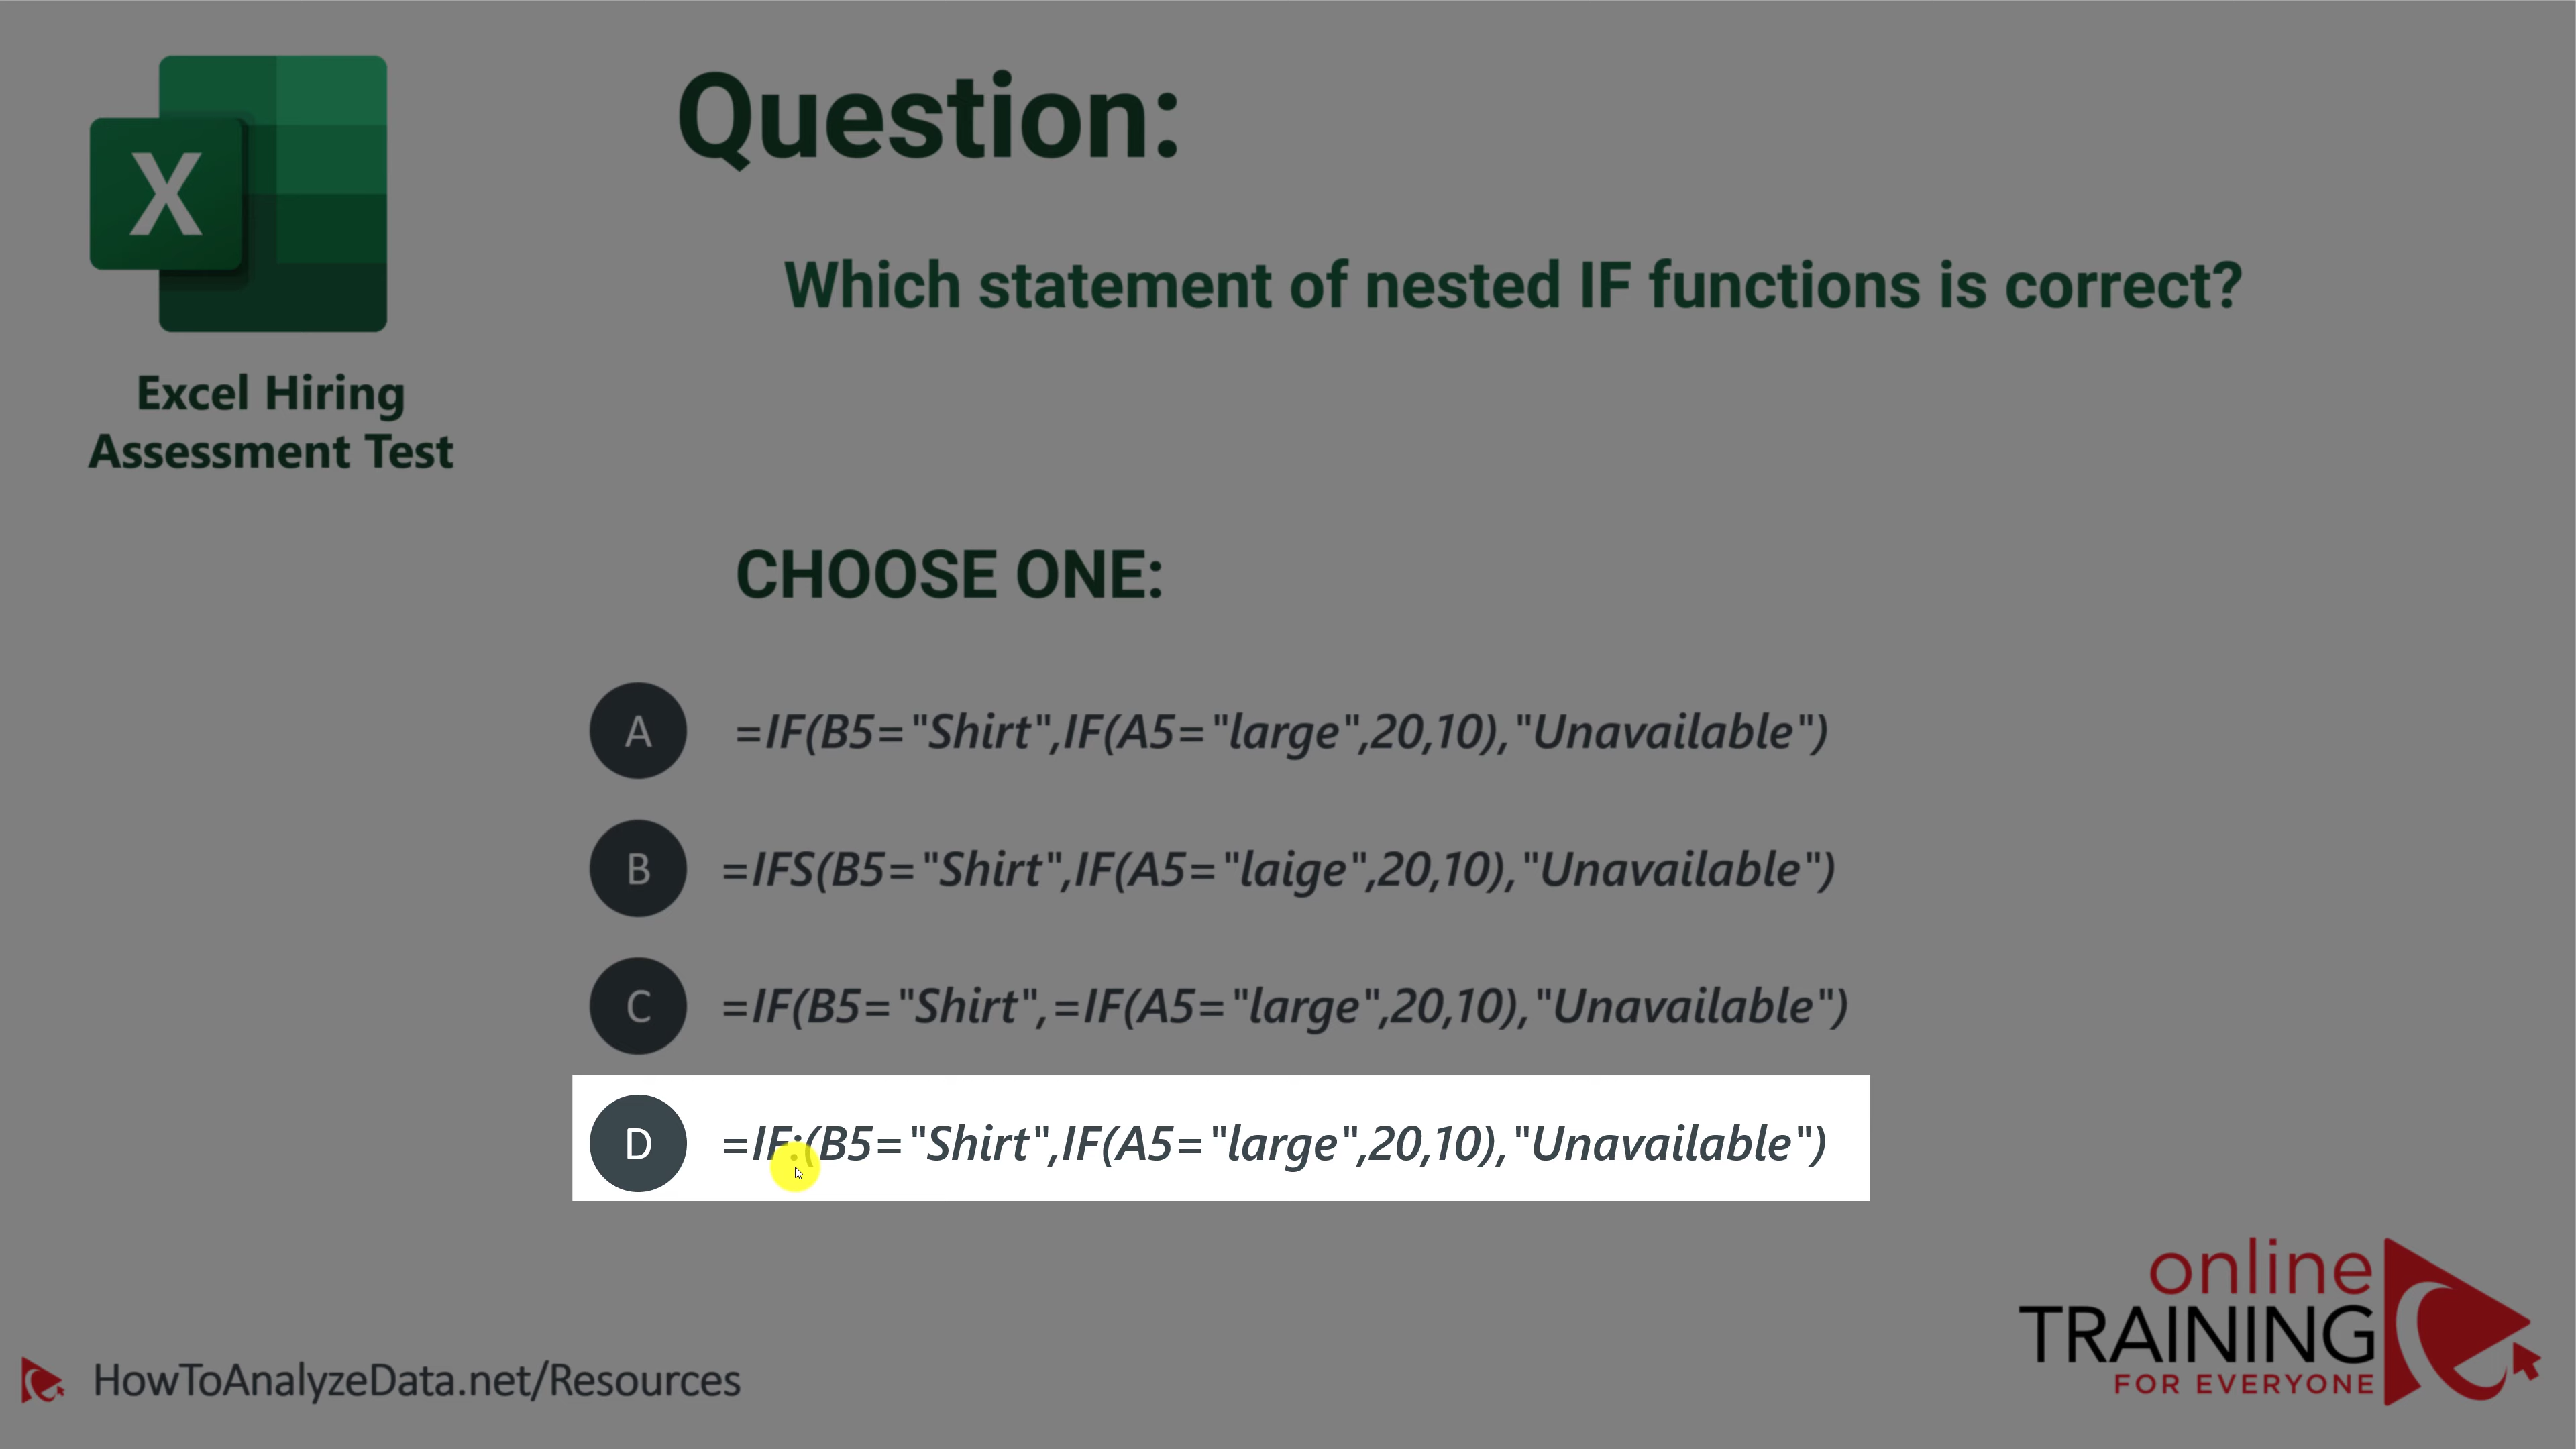 X
Question:
Which statement of nested IF functions is correct?
Excel Hiring
Assessment Test
CHOOSE ONE:
A =IF(B5="Shirt",IF(A5="large",20,10),"Unavailable")
B =IFS(B5="Shirt",IF(A5="laige",20,10),"Unavailable")
C =IF(B5="Shirt",=IF(A5="large",20,10),"Unavailable")
D =IF:(B5="Shirt",IF(A5="large",20,10),"Unavailable")
online
TRAINING
FOR EVERYONE
HowToAnalyzeData.net/Resources